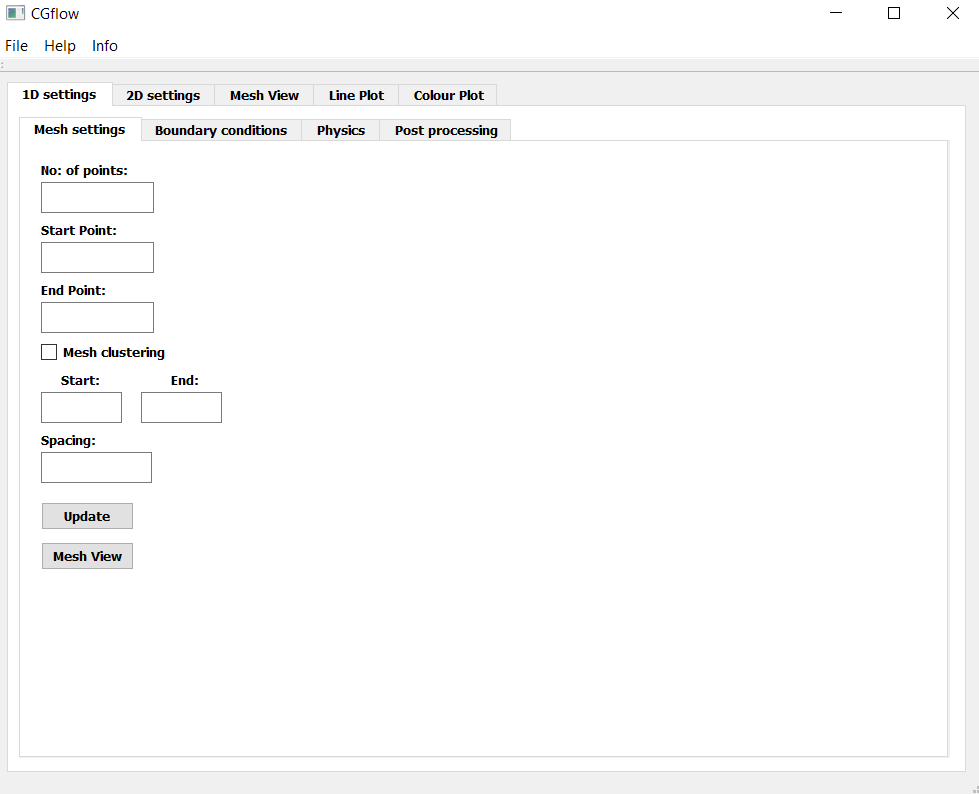 CGflow
File Help Info
1D settings 2D settings Mesh View Line Plot Colour Plot
Mesh settings Boundary conditions Physics Post processing
No: of points:
Start Point:
End Point:
Mesh clustering
Start: End:
Spacing:
Update
Mesh View